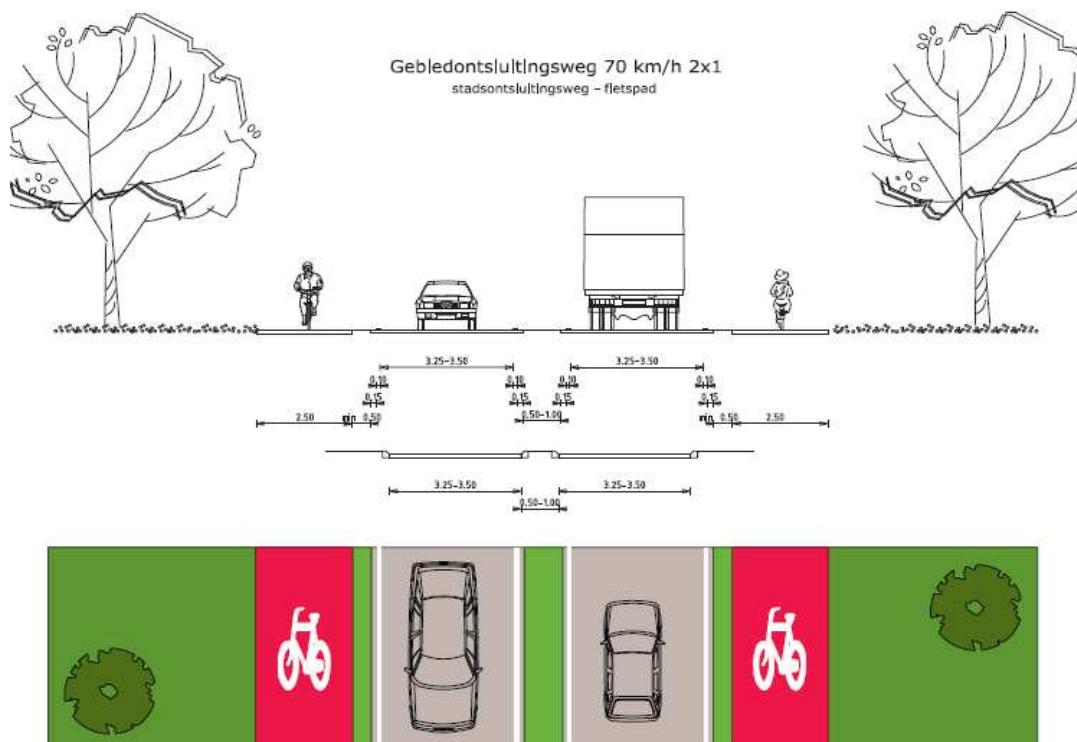 Gebiedontsluitingsweg 70 km/h 2x1
stadsontsluitingsweg - fietspad
3.25-3.50 3.25-3.50
0.10 0.10 0.10 0.10
0.15 0.15 0.15 0.15
2.50 min 0.50 0.50-1.00 min 0.50 2.50
3.25-3.50 3.25-3.50
0.50-1.00